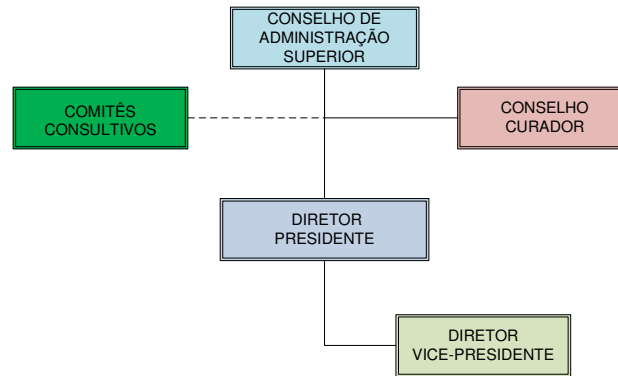 CONSELHO DE
ADMINISTRAÇÃO
SUPERIOR
COMITÊS
CONSULTIVOS
CONSELHO
CURADOR
DIRETOR
PRESIDENTE
DIRETOR
VICE-PRESIDENTE